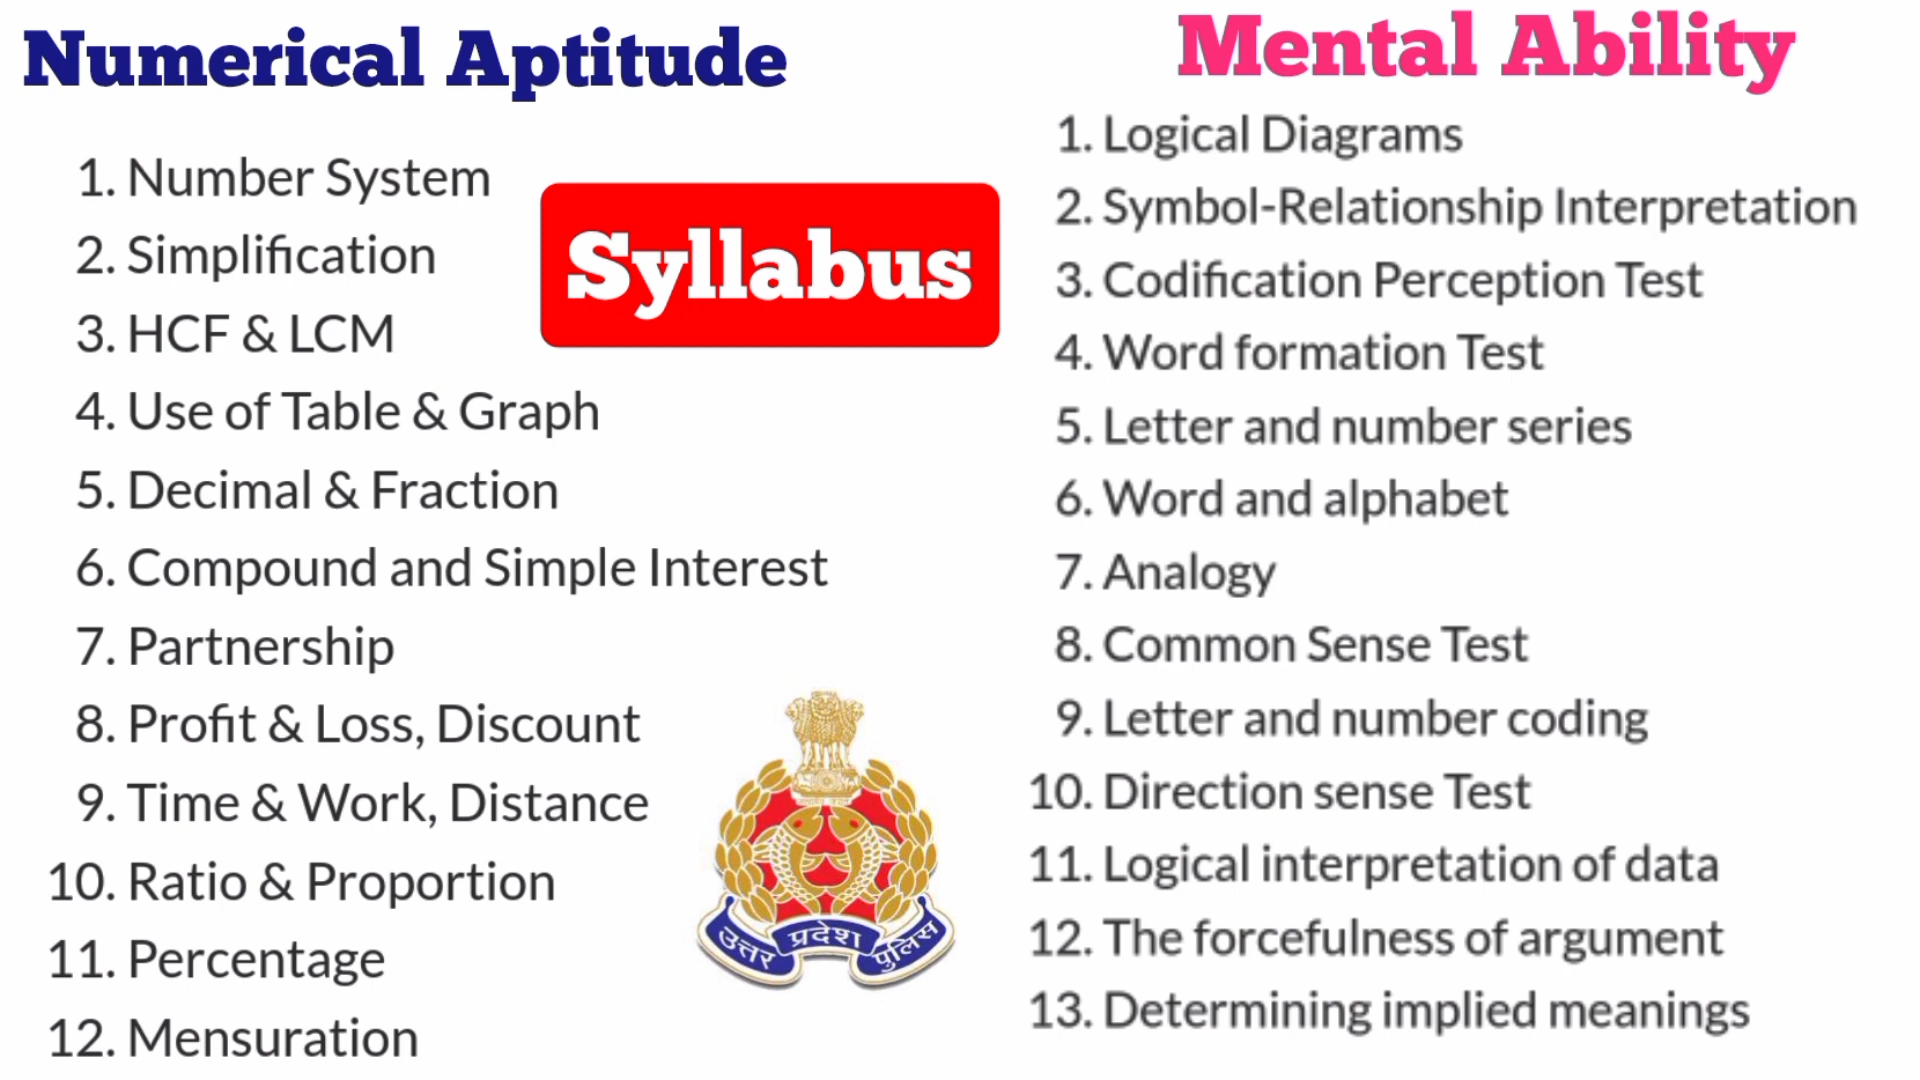 Numerical Aptitude
1. Number System
2. Simplification
3. HCF & LCM
4. Use of Table & Graph
5. Decimal & Fraction
6. Compound and Simple Interest
7. Partnership
8. Profit & Loss, Discount
9. Time & Work, Distance
10. Ratio & Proportion
11. Percentage
12. Mensuration
Syllabus
उत्तर प्रदेश पुलिस
Mental Ability
1. Logical Diagrams
2. Symbol-Relationship Interpretation
3. Codification Perception Test
4. Word formation Test
5. Letter and number series
6. Word and alphabet
7. Analogy
8. Common Sense Test
9. Letter and number coding
10. Direction sense Test
11. Logical interpretation of data
12. The forcefulness of argument
13. Determining implied meanings